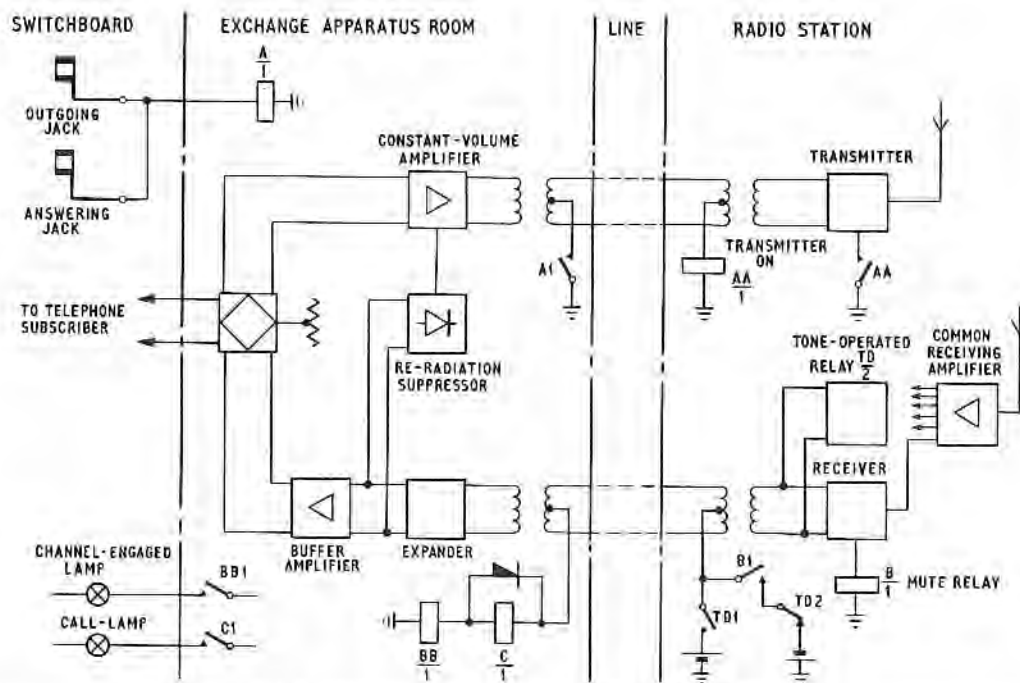 SWITCHBOARD
EXCHANGE APPARATUS ROOM
LINE
RADIO STATION
A
1
OUTGOING
JACK
ANSWERING
JACK
CONSTANT-VOLUME
AMPLIFIER
TRANSMITTER
A1
TRANSMITTER
ON
AA
1
AA
TO TELEPHONE
SUBSCRIBER
RE-RADIATION
SUPPRESSOR
TONE-OPERATED
RELAY TD
2
COMMON
RECEIVING
AMPLIFIER
RECEIVER
BUFFER
AMPLIFIER
EXPANDER
CHANNEL-ENGAGED
LAMP
BB1
CALL-LAMP
C1
BB
1
C
1
B1
TD1
TD2
B
1
MUTE RELAY